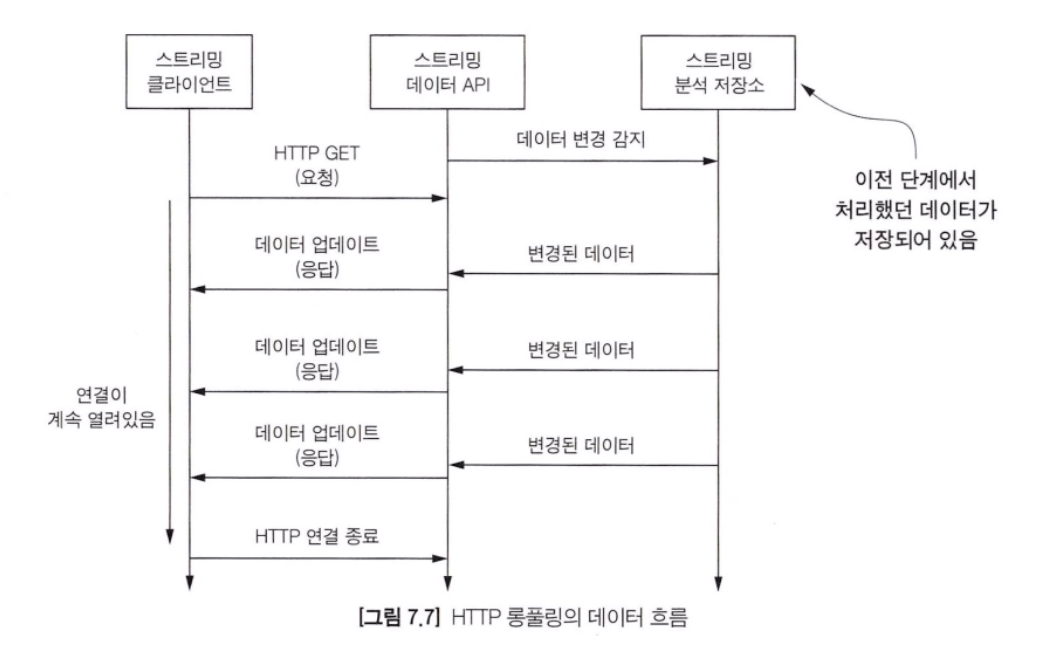 스트리밍
클라이언트
스트리밍
데이터 API
스트리밍
분석 저장소
데이터 변경 감지
HTTP GET
(요청)
이전 단계에서
처리했던 데이터가
저장되어 있음
데이터 업데이트
(응답)
변경된 데이터
데이터 업데이트
(응답)
변경된 데이터
연결이
계속 열려있음
데이터 업데이트
(응답)
변경된 데이터
HTTP 연결 종료
[그림 7.7] HTTP 롱풀링의 데이터 흐름